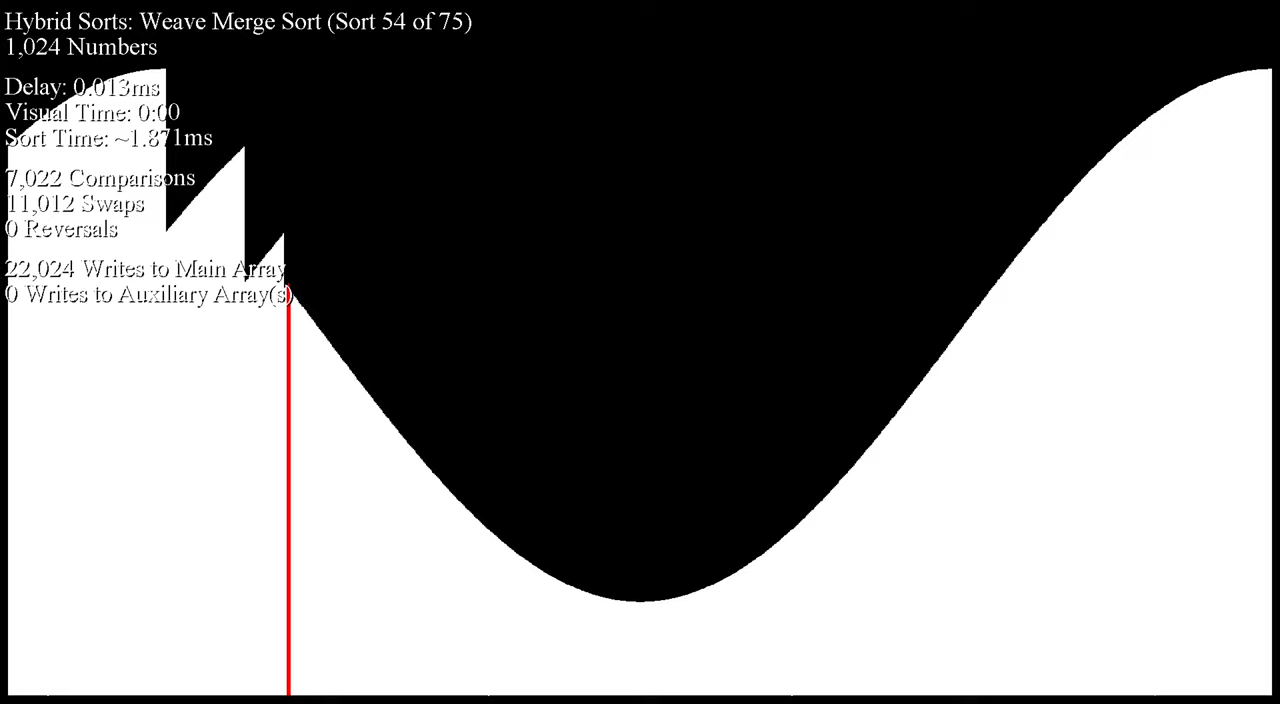 Hybrid Sorts: Weave Merge Sort (Sort 54 of 75)
1,024 Numbers
Delay: 0.013ms
Visual Time: 0:00
Sort Time: ~1.871ms
7,022 Comparisons
11,012 Swaps
0 Reversals
22,024 Writes to Main Array
0 Writes to Auxiliary Array(s)